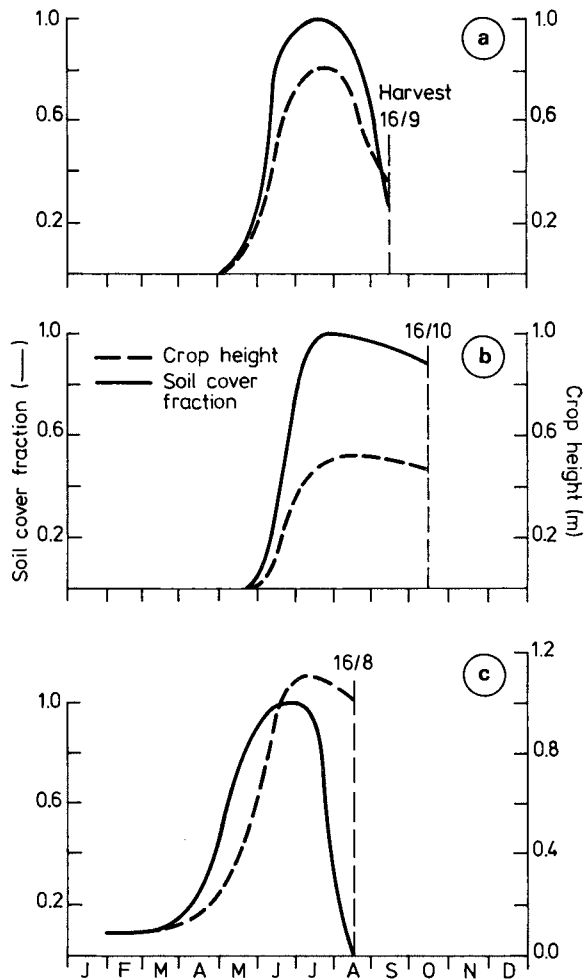 1.0
0.6
0.2
a
Harvest
16/9
1.0
0,6
0.2
1.0
0.6
0.2
Crop height
Soil cover
fraction
16/10
b
1.0
0.6
0.2
Soil cover fraction (—)
Crop height (m)
1.0
0.6
0.2
16/8
c
1.2
0.8
0.4
0.0
J F M A M J J A S O N D